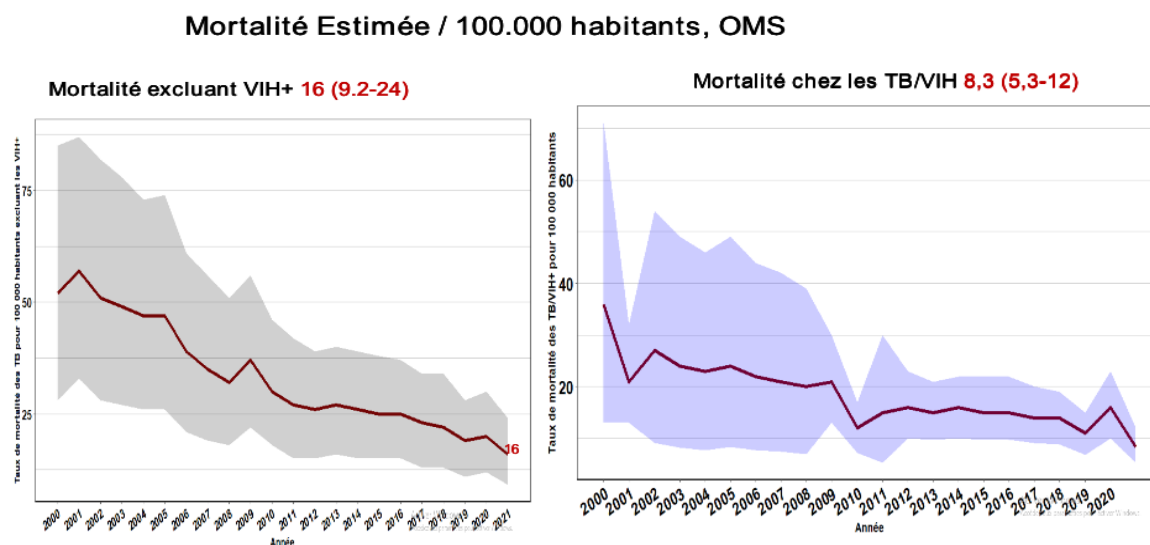 Mortalité Estimée / 100.000 habitants, OMS
Mortalité excluant VIH+ 16 (9.2-24)
Taux de mortalité des TB pour 100.000 habitants excluant les VIH+
75
50
25
16
2000 2001 2002 2003 2004 2005 2006 2007 2008 2009 2010 2011 2012 2013 2014 2015 2016 2017 2018 2019 2020 2021
Année
Mortalité chez les TB/VIH 8,3 (5,3-12)
Taux de mortalité des TB/VIH+ pour 100 000 habitants
60
40
20
2000 2001 2002 2003 2004 2005 2006 2007 2008 2009 2010 2011 2012 2013 2014 2015 2016 2017 2018 2019 2020
Année